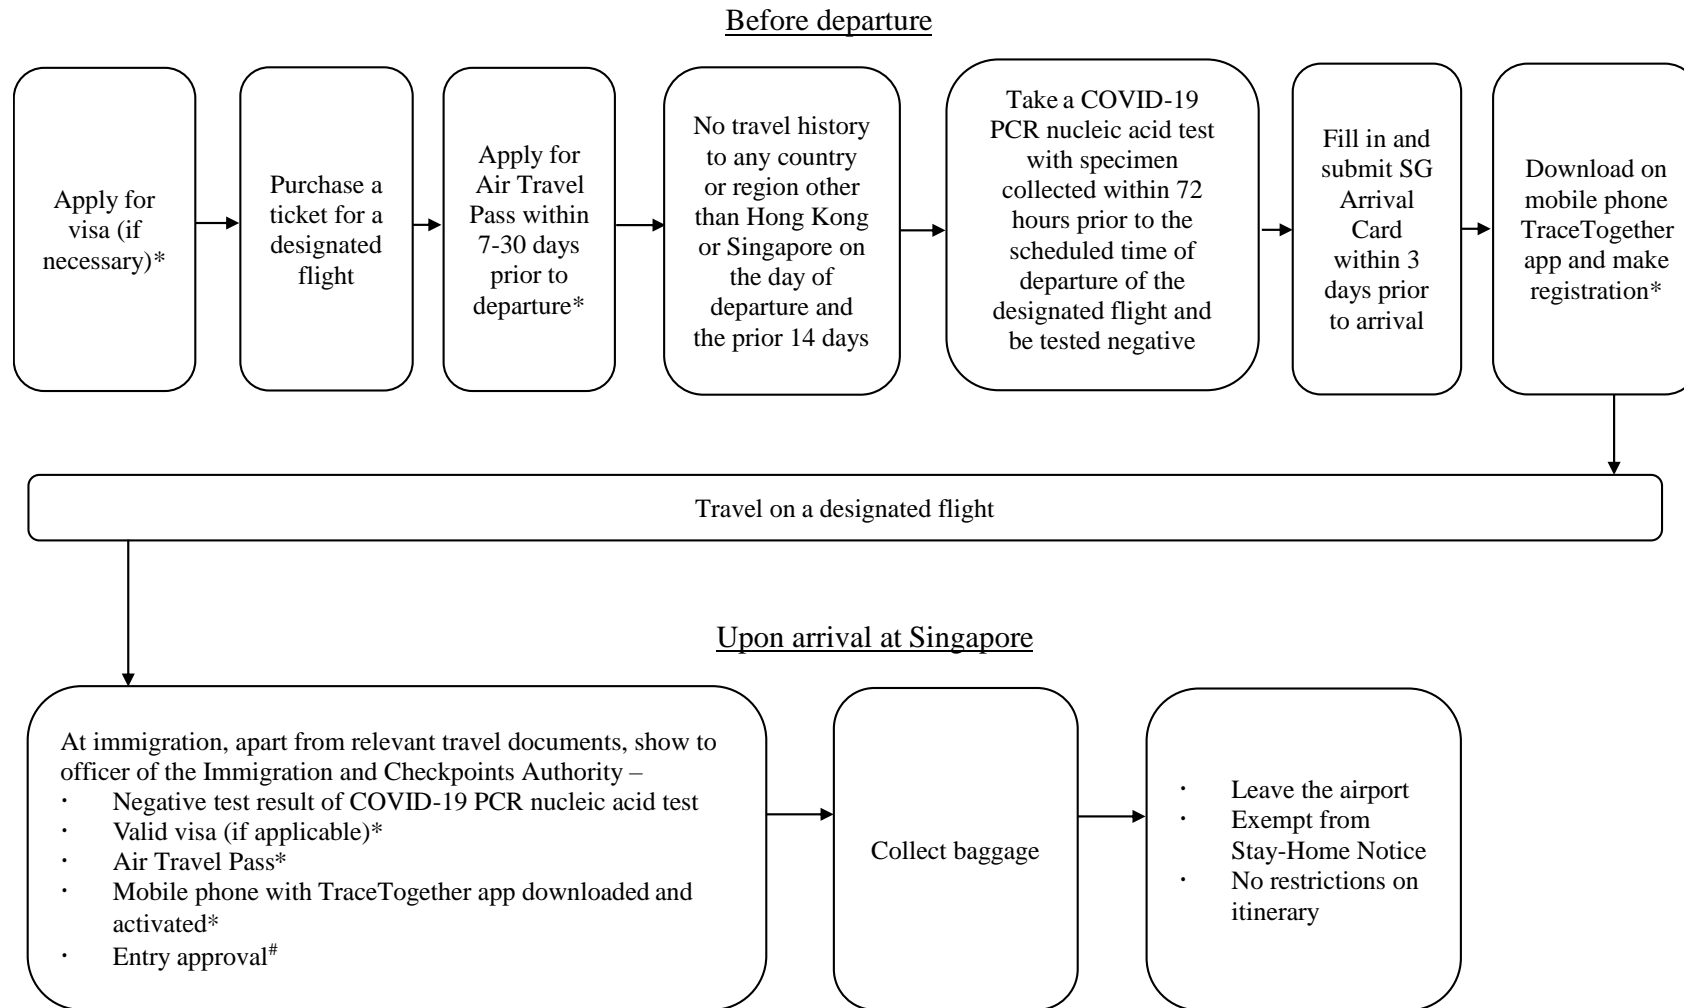 Before departure
Apply for
visa (if
necessary)*
Purchase a
ticket for a
designated
flight
Apply for
Air Travel
Pass within
7-30 days
prior to
departure*
No travel history
to any country
or region other
than Hong Kong
or Singapore on
the day of
departure and
the prior 14 days
Take a COVID-19
PCR nucleic acid test
with specimen
collected within 72
hours prior to the
scheduled time of
departure of the
designated flight and
be tested negative
Fill in and
submit SG
Arrival
Card
within 3
days prior
to arrival
Download on
mobile phone
TraceTogether
app and make
registration*
Travel on a designated flight
Upon arrival at Singapore
At immigration, apart from relevant travel documents, show to
officer of the Immigration and Checkpoints Authority –
· Negative test result of COVID-19 PCR nucleic acid test
· Valid visa (if applicable)*
· Air Travel Pass*
· Mobile phone with TraceTogether app downloaded and
activated*
· Entry approval#
Collect baggage
· Leave the airport
· Exempt from
Stay-Home Notice
· No restrictions on
itinerary